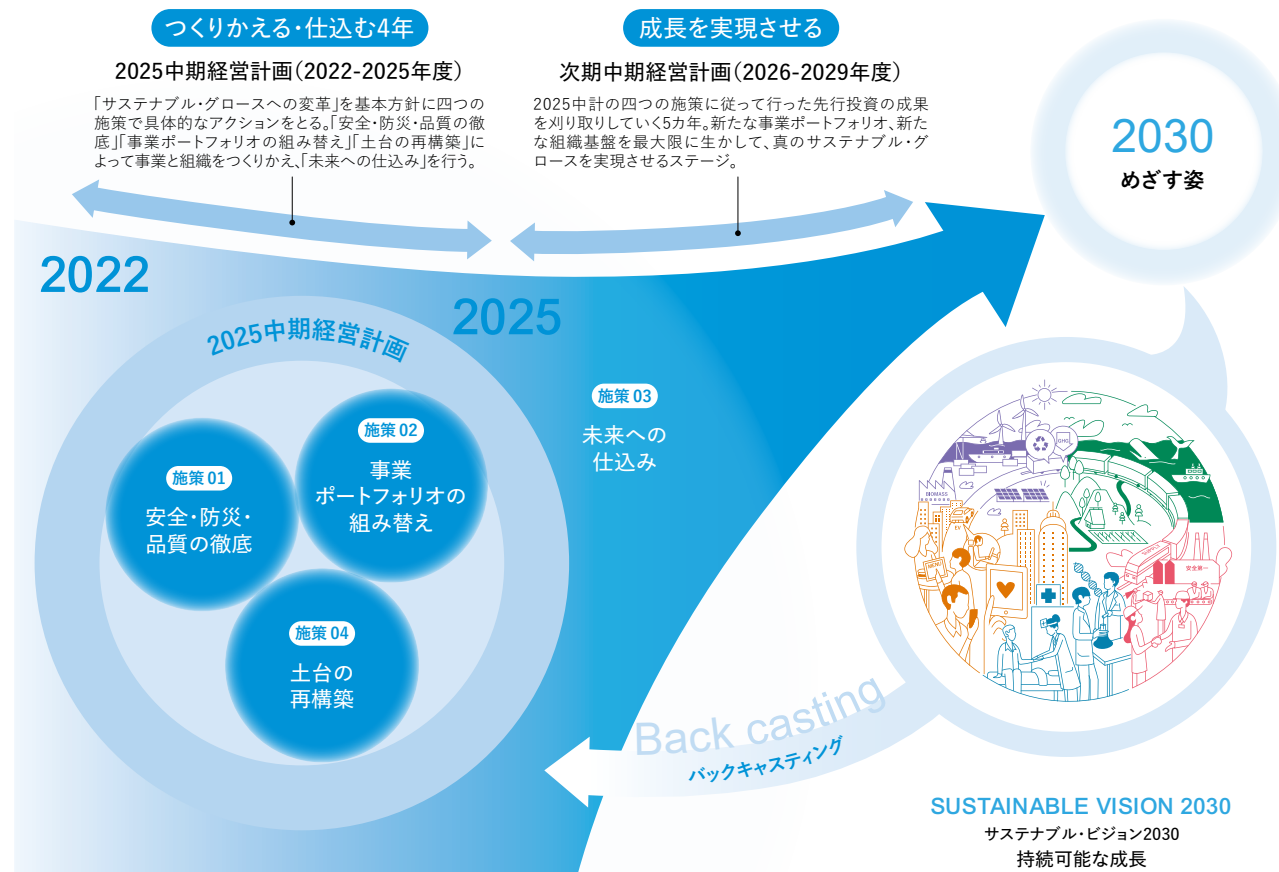 つくりかえる・仕込む4年
2025中期経営計画(2022-2025年度)
「サステナブル・グロースへの変革」を基本方針に四つの
施策で具体的なアクションをとる。「安全・防災・品質の徹
底」「事業ポートフォリオの組み替え」「土台の再構築」に
よって事業と組織をつくりかえ、「未来への仕込み」を行う。
成長を実現させる
次期中期経営計画(2026-2029年度)
2025中計の四つの施策に従って行った先行投資の成果
を刈り取りしていく5カ年。新たな事業ポートフォリオ、新た
な組織基盤を最大限に生かして、真のサステナブル・グ
ロースを実現させるステージ。
2030
めざす姿
2022
2025
2025中期経営計画
施策 01
安全・防災・
品質の徹底
施策 02
事業
ポートフォリオの
組み替え
施策 03
未来への
仕込み
施策 04
土台の
再構築
GHG
BIOMASS
EV
安全第一
Back casting
バックキャスティング
SUSTAINABLE VISION 2030
サステナブル・ビジョン2030
持続可能な成長